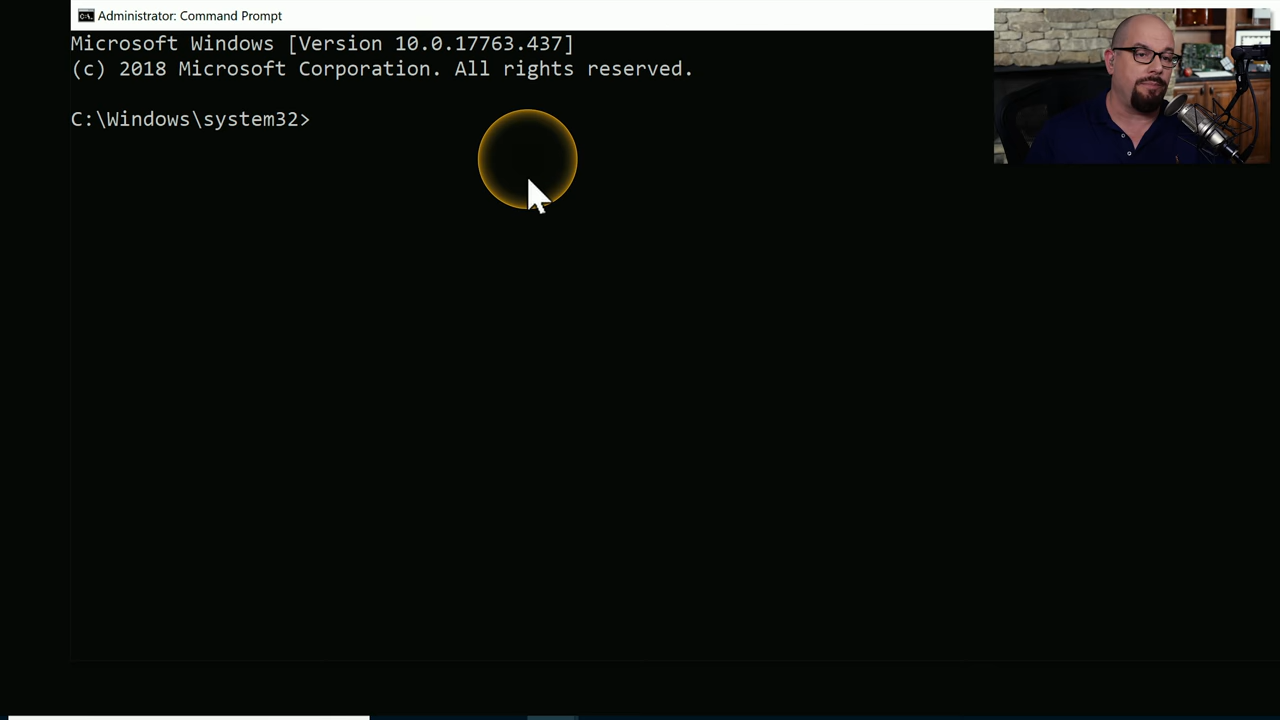 Administrator: Command Prompt
Microsoft Windows [Version 10.0.17763.437]
(c) 2018 Microsoft Corporation. All rights reserved.
C:\Windows\system32>